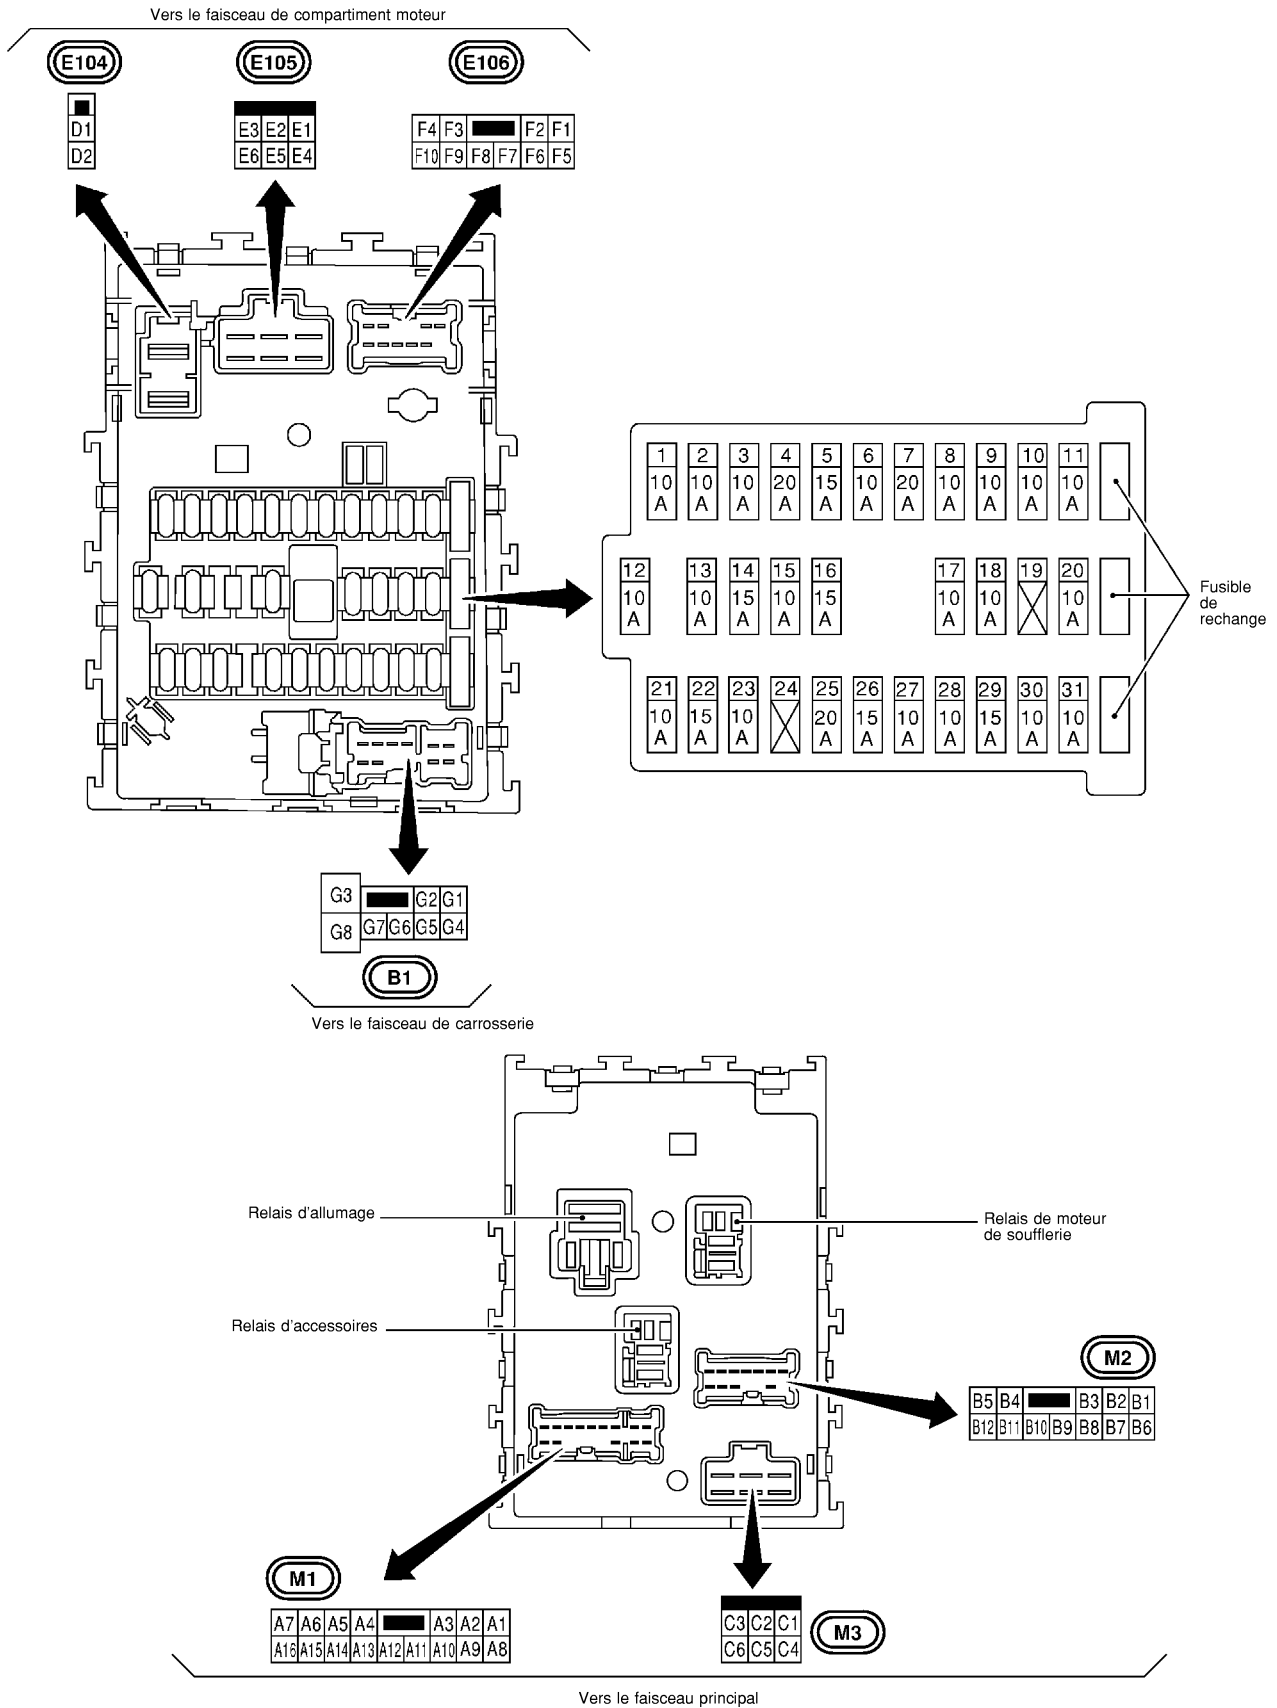 Vers le faisceau de compartiment moteur
E104 E105 E106
D1
D2
E3 E2 E1
E6 E5 E4
F4 F3 F2 F1
F10 F9 F8 F7 F6 F5
1 2 3 4 5 6 7 8 9 10 11
10 10 10 20 15 10 20 10 10 10 10
A A A A A A A A A A A
12 13 14 15 16 17 18 19 20
10 10 15 10 15 10 10 10
A A A A A A A A
Fusible
de
rechange
21 22 23 24 25 26 27 28 29 30 31
10 15 10 20 15 10 10 15 10 10
A A A A A A A A A A
G3 G2 G1
G8 G7 G6 G5 G4
B1
Vers le faisceau de carrosserie
Relais d'allumage
Relais de moteur
de soufflerie
Relais d'accessoires
M2
B5 B4 B3 B2 B1
B12 B11 B10 B9 B8 B7 B6
M1
A7 A6 A5 A4 A3 A2 A1
A16 A15 A14 A13 A12 A11 A10 A9 A8
C3 C2 C1
C6 C5 C4
M3
Vers le faisceau principal